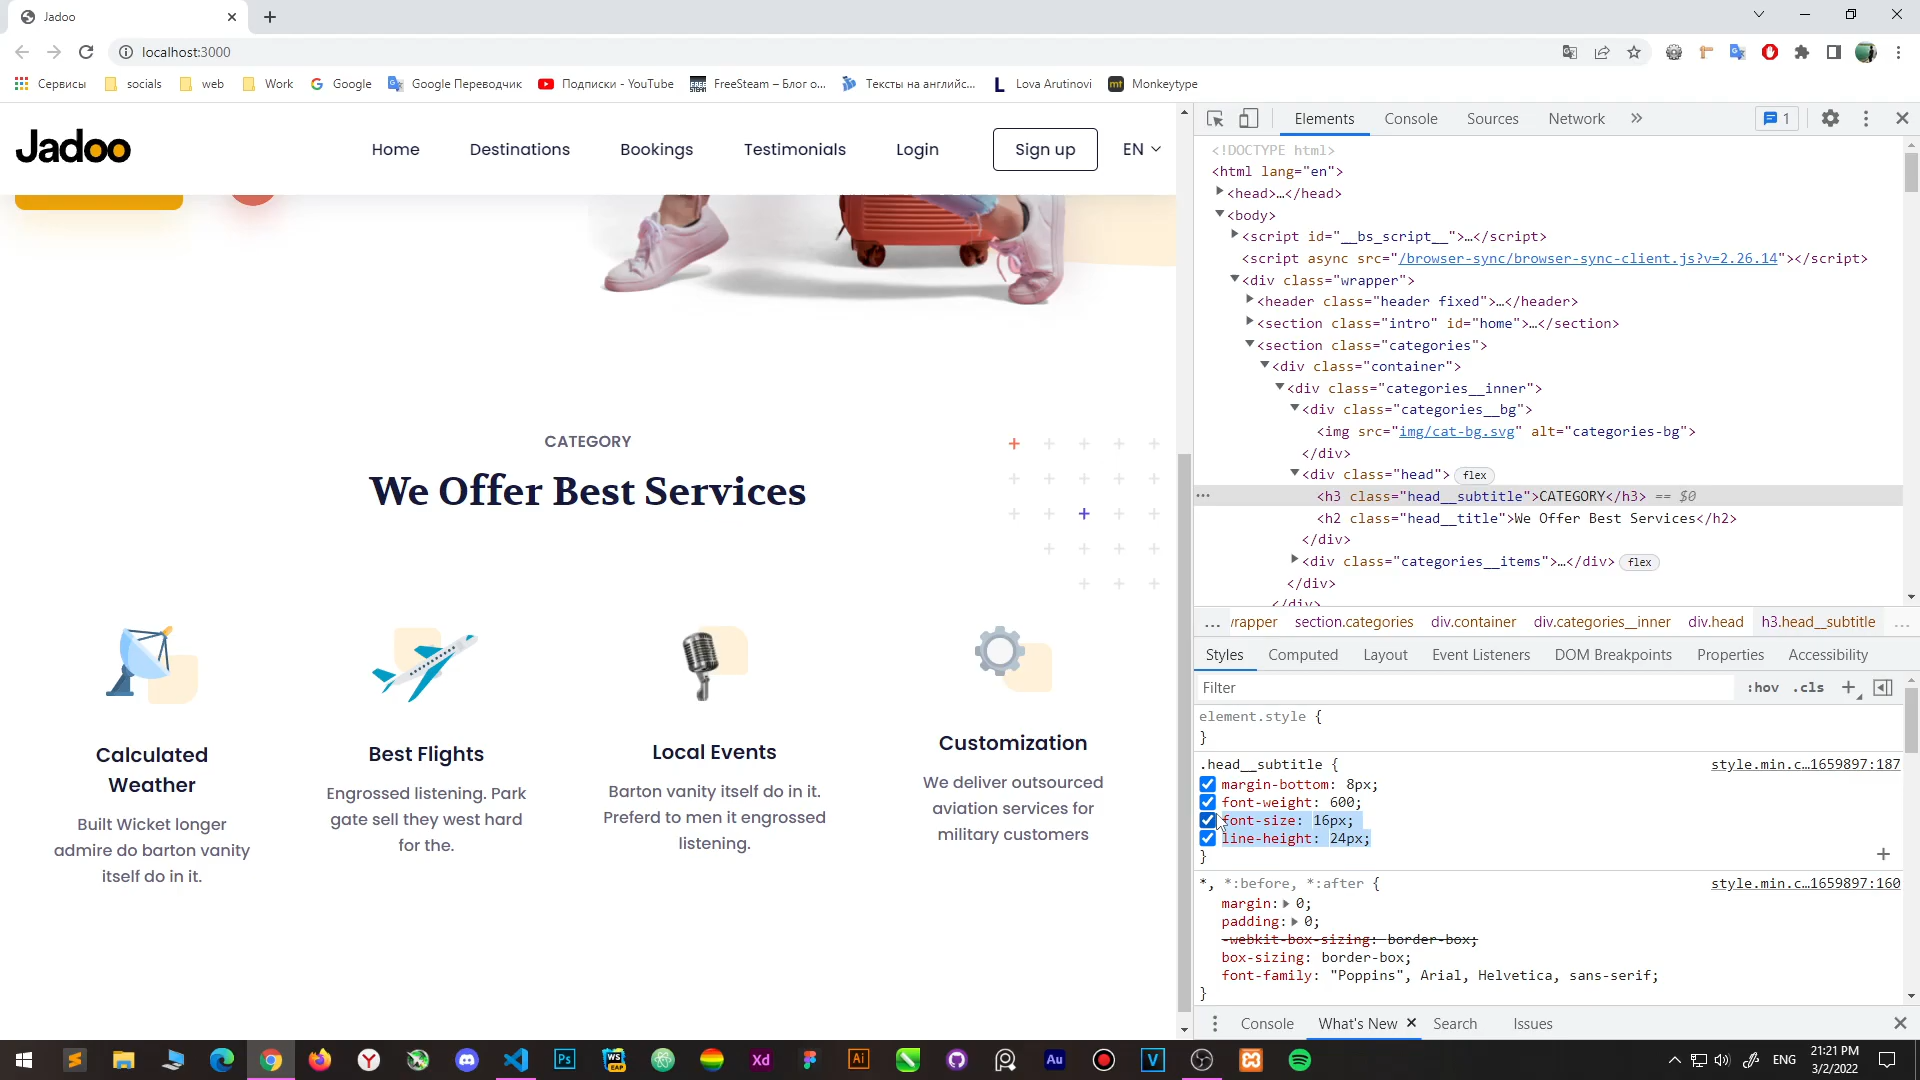 Jadoo
localhost:3000
Сервисы
socials
web
Work
Google
Google Переводчик
Подписки - YouTube
FreeSteam – Блог о...
Тексты на английс...
Lova Arutinovi
Monkeytype
Jadoo
Home
Destinations
Bookings
Testimonials
Login
Sign up
EN
CATEGORY
We Offer Best Services
Calculated
Weather
Built Wicket longer
admire do barton vanity
itself do in it.
Best Flights
Engrossed listening. Park
gate sell they west hard
for the.
Local Events
Barton vanity itself do in it.
Preferd to men it engrossed
listening.
Customization
We deliver outsourced
aviation services for
military customers
Elements
Console
Sources
Network
1
<!DOCTYPE html>
<html lang="en">
<head>…</head>
<body>
<script id="__bs_script__">…</script>
<script async src="/browser-sync/browser-sync-client.js?v=2.26.14"></script>
<div class="wrapper">
<header class="header fixed">…</header>
<section class="intro" id="home">…</section>
<section class="categories">
<div class="container">
<div class="categories__inner">
<div class="categories__bg">
<img src="img/cat-bg.svg" alt="categories-bg">
</div>
<div class="head"> flex
<h3 class="head__subtitle">CATEGORY</h3> == $0
<h2 class="head__title">We Offer Best Services</h2>
</div>
<div class="categories__items">…</div> flex
</div>
</div>
... rapper section.categories div.container div.categories__inner div.head h3.head__subtitle ...
Styles
Computed
Layout
Event Listeners
DOM Breakpoints
Properties
Accessibility
Filter
:hov
.cls
element.style {
}
.head__subtitle { style.min.c…1659897:187
margin-bottom: 8px;
font-weight: 600;
font-size: 16px;
line-height: 24px;
}
*, *:before, *:after { style.min.c…1659897:160
margin: 0;
padding: 0;
-webkit-box-sizing: border-box;
box-sizing: border-box;
font-family: "Poppins", Arial, Helvetica, sans-serif;
}
Console
What's New
Search
Issues
ENG
21:21 PM
3/2/2022